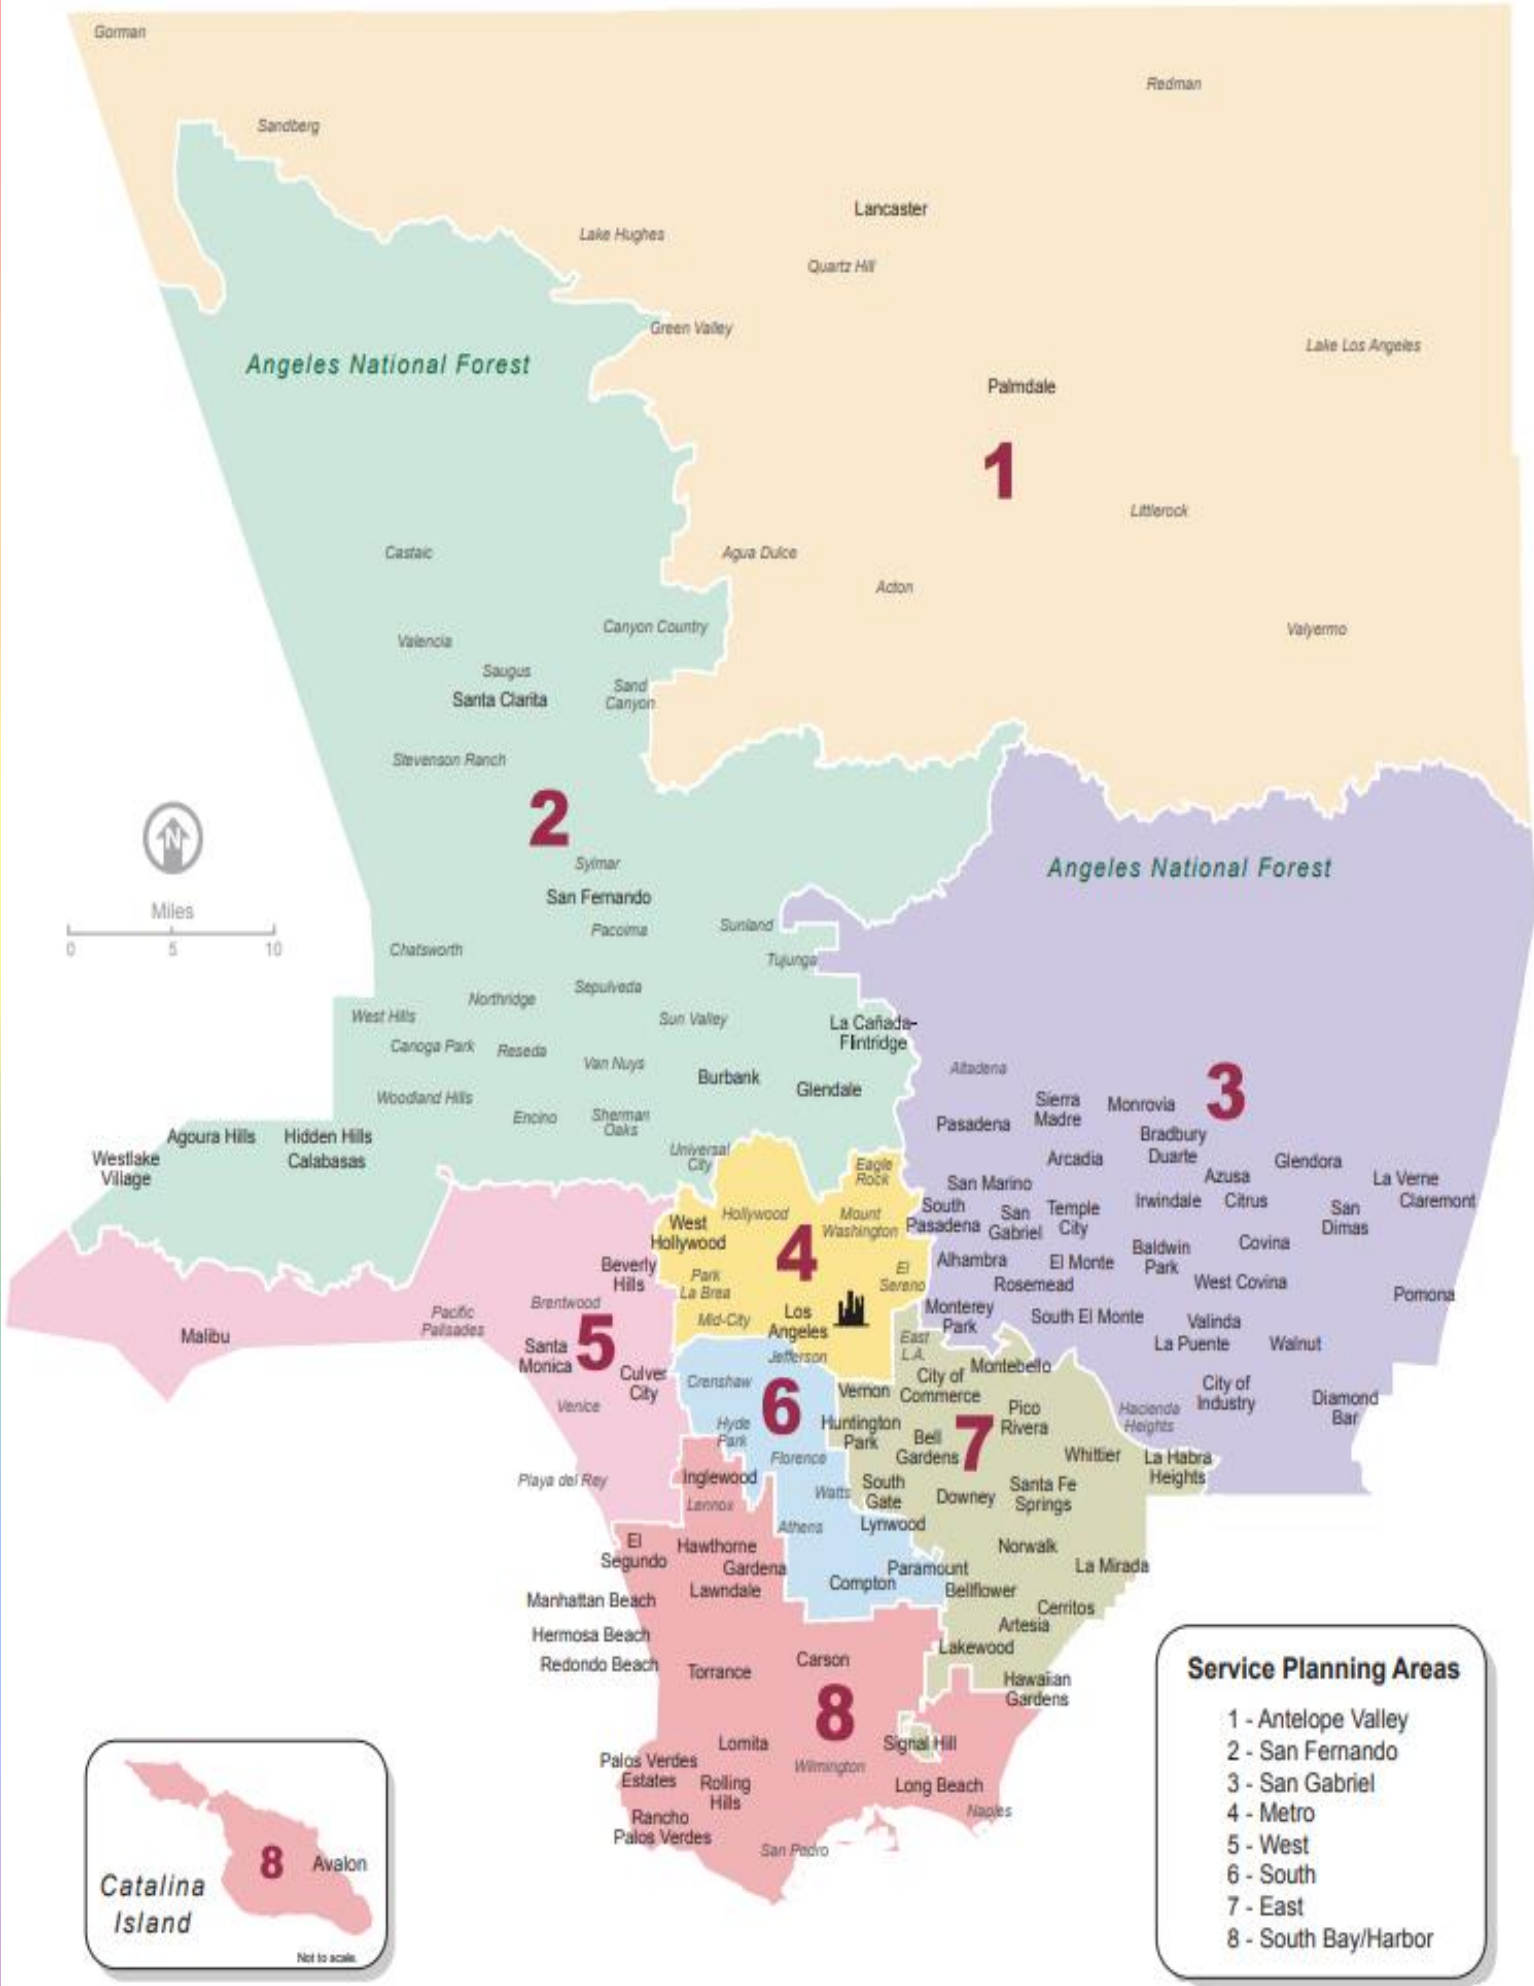 Gorman
Redman
Sandberg
Lancaster
Lake Hughes
Quartz Hill
Green Valley
Lake Los Angeles
Angeles National Forest
Palmdale
1
Littlerock
Castaic
Agua Dulce
Acton
Canyon Country
Valyermo
Valencia
Saugus
Sand
Canyon
Santa Clarita
Stevenson Ranch
2
N
Sylmar
Angeles National Forest
San Fernando
Miles
0 5 10
Pacoima
Sunland
Chatsworth
Tujunga
Sepulveda
Northridge
West Hills
Sun Valley
La Cañada-
Flintridge
Canoga Park
Reseda
Van Nuys
Altadena
Burbank
Glendale
3
Woodland Hills
Encino
Sherman
Oaks
Sierra
Madre
Monrovia
Pasadena
Agoura Hills
Hidden Hills
Calabasas
Bradbury
Duarte
Westlake
Village
Universal
City
Eagle
Rock
Arcadia
Glendora
San Marino
Azusa
La Verne
Irwindale
Citrus
Claremont
Hollywood
Mount
Washington
South
Pasadena
San
Gabriel
Temple
City
San
Dimas
West
Hollywood
4
Covina
Baldwin
Park
Alhambra
El Monte
Beverly
Hills
Park
La Brea
El
Sereno
Rosemead
West Covina
Pomona
Brentwood
Pacific
Palisades
Mid-City
Los
Angeles
Monterey
Park
South El Monte
Valinda
La Puente
Walnut
Malibu
5
Santa
Monica
Jefferson
East
L.A.
Montebello
Culver
City
Crenshaw
6
Vernon
City of
Commerce
City of
Industry
Diamond
Bar
Venice
Hyde
Park
Huntington
Park
Pico
Rivera
Hacienda
Heights
Bell
Gardens
7
Whittier
La Habra
Heights
Florence
Playa del Rey
Inglewood
South
Gate
Watts
Downey
Santa Fe
Springs
Lennox
Athens
Lynwood
El
Segundo
Hawthorne
Norwalk
Gardena
Paramount
La Mirada
Lawndale
Compton
Bellflower
Manhattan Beach
Cerritos
Artesia
Hermosa Beach
Lakewood
Redondo Beach
Torrance
Carson
Hawaiian
Gardens
8
Lomita
Signal Hill
Palos Verdes
Estates
Wilmington
Rolling
Hills
Long Beach
Rancho
Palos Verdes
Naples
San Pedro
8
Avalon
Catalina
Island
Not to scale.
Service Planning Areas
1 - Antelope Valley
2 - San Fernando
3 - San Gabriel
4 - Metro
5 - West
6 - South
7 - East
8 - South Bay/Harbor